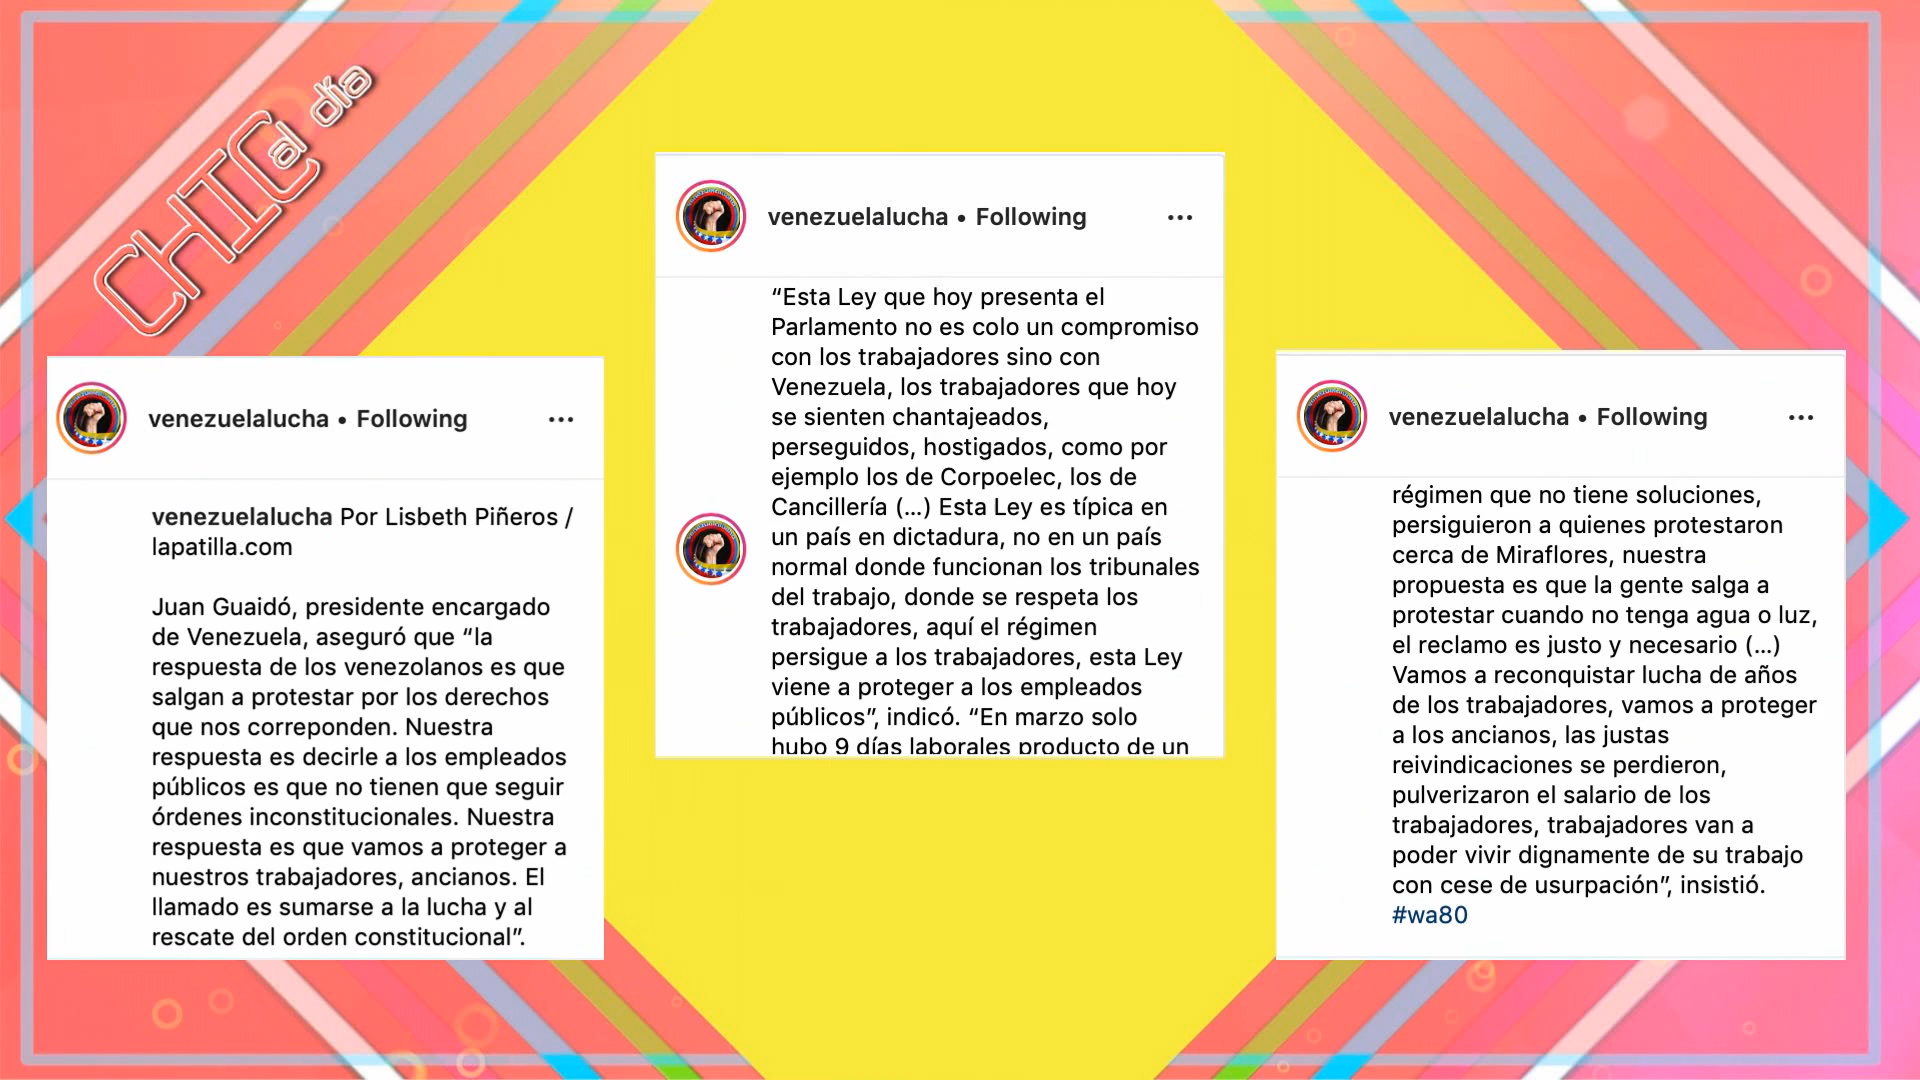 CHIC al día
venezuelalucha • Following
venezuelalucha Por Lisbeth Piñeros /
lapatilla.com
Juan Guaidó, presidente encargado
de Venezuela, aseguró que “la
respuesta de los venezolanos es que
salgan a protestar por los derechos
que nos correponden. Nuestra
respuesta es decirle a los empleados
públicos es que no tienen que seguir
órdenes inconstitucionales. Nuestra
respuesta es que vamos a proteger a
nuestros trabajadores, ancianos. El
llamado es sumarse a la lucha y al
rescate del orden constitucional”.
venezuelalucha • Following
“Esta Ley que hoy presenta el
Parlamento no es colo un compromiso
con los trabajadores sino con
Venezuela, los trabajadores que hoy
se sienten chantajeados,
perseguidos, hostigados, como por
ejemplo los de Corpoelec, los de
Cancillería (...) Esta Ley es típica en
un país en dictadura, no en un país
normal donde funcionan los tribunales
del trabajo, donde se respeta los
trabajadores, aquí el régimen
persigue a los trabajadores, esta Ley
viene a proteger a los empleados
públicos”, indicó. “En marzo solo
hubo 9 días laborales producto de un
venezuelalucha • Following
régimen que no tiene soluciones,
persiguieron a quienes protestaron
cerca de Miraflores, nuestra
propuesta es que la gente salga a
protestar cuando no tenga agua o luz,
el reclamo es justo y necesario (...)
Vamos a reconquistar lucha de años
de los trabajadores, vamos a proteger
a los ancianos, las justas
reivindicaciones se perdieron,
pulverizaron el salario de los
trabajadores, trabajadores van a
poder vivir dignamente de su trabajo
con cese de usurpación”, insistió.
#wa80